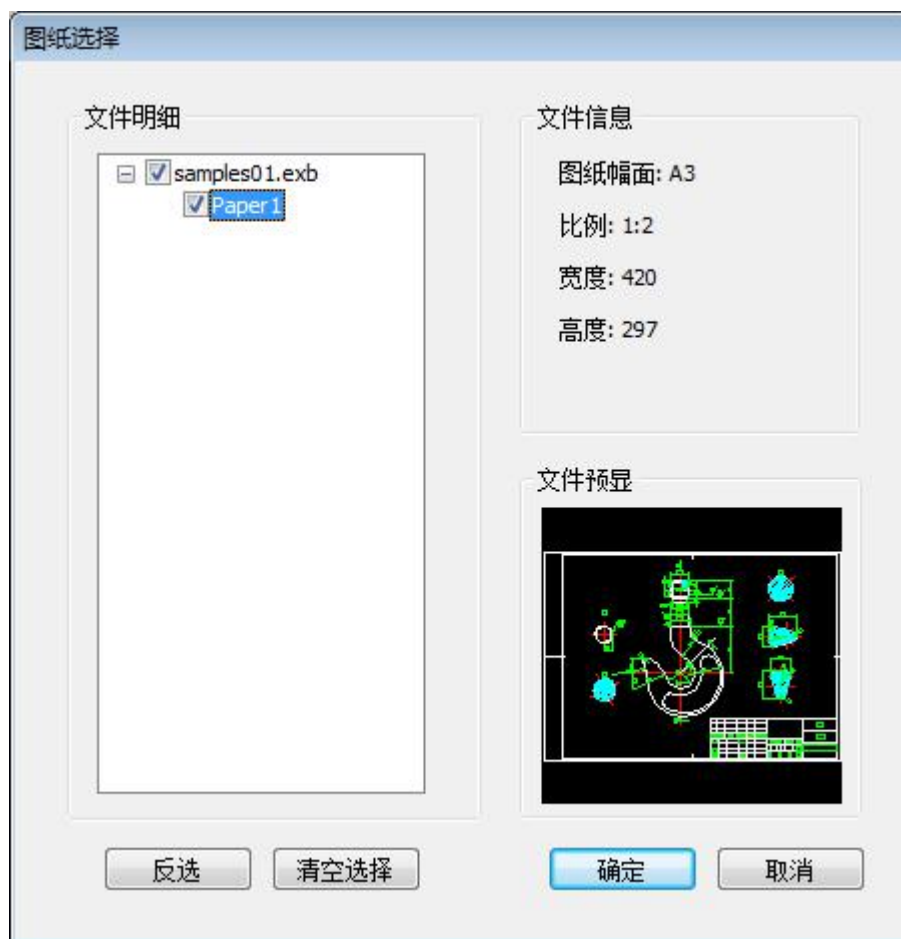 图纸选择
文件明细
samples01.exb
Paper1
文件信息
图纸幅面: A3
比例: 1:2
宽度: 420
高度: 297
文件预显
反选
清空选择
确定
取消